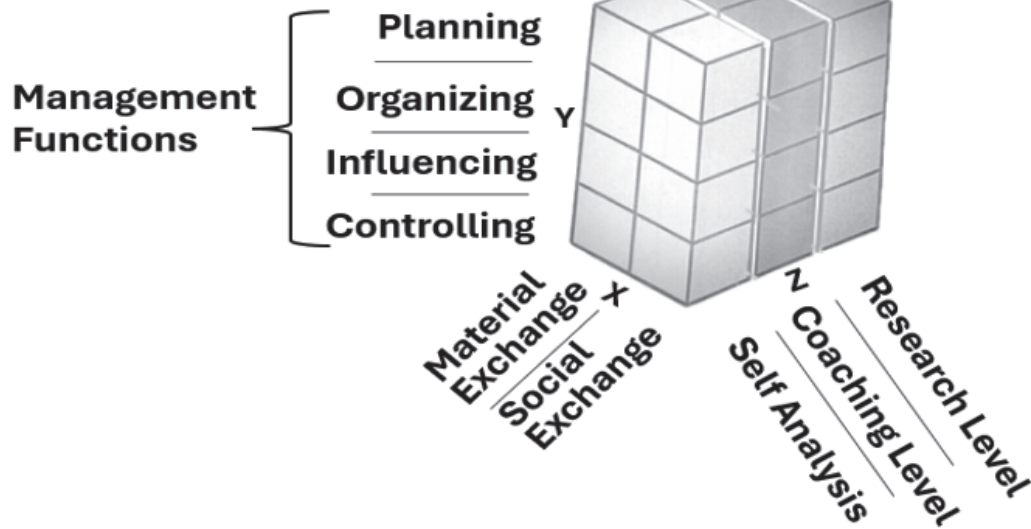 Planning
Organizing
Influencing
Controlling
Management
Functions
Y
X
Z
Material
Exchange
Social
Exchange
Self Analysis
Coaching Level
Research Level